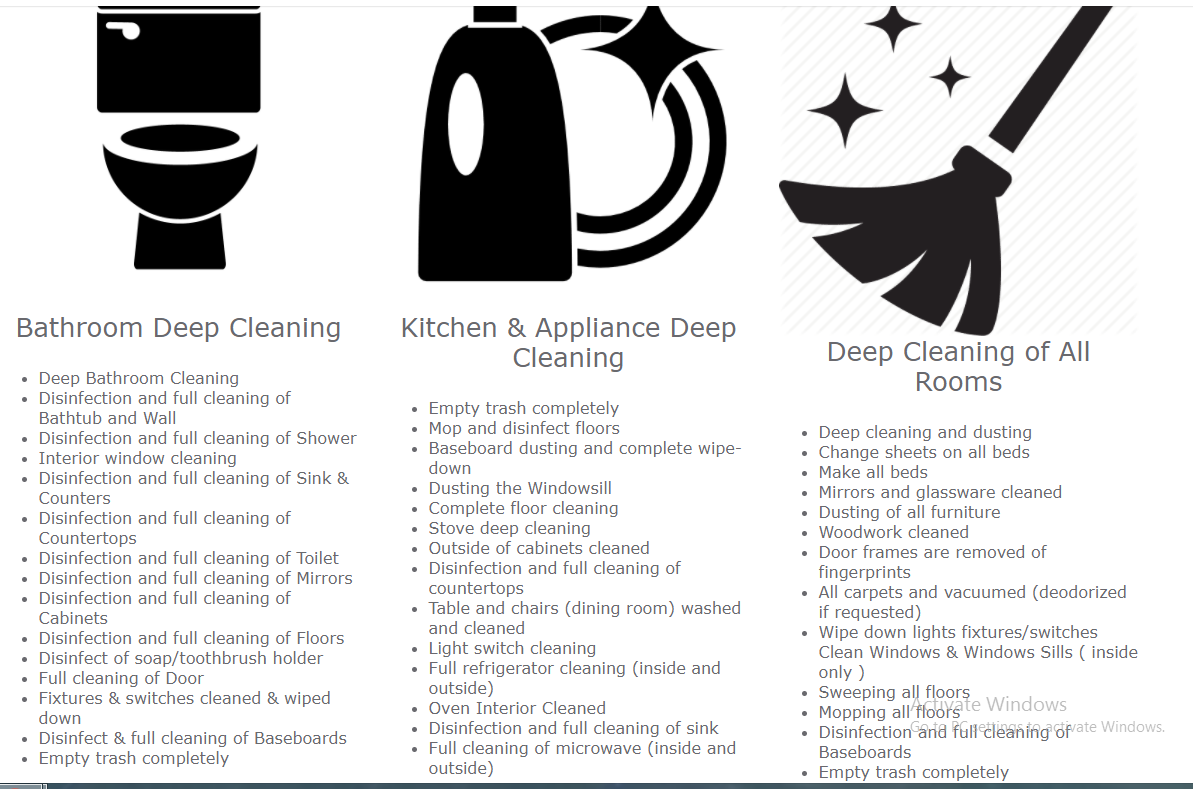 Bathroom Deep Cleaning
Deep Bathroom Cleaning
Disinfection and full cleaning of
Bathtub and Wall
Disinfection and full cleaning of Shower
Interior window cleaning
Disinfection and full cleaning of Sink &
Counters
Disinfection and full cleaning of
Countertops
Disinfection and full cleaning of Toilet
Disinfection and full cleaning of Mirrors
Disinfection and full cleaning of
Cabinets
Disinfection and full cleaning of Floors
Disinfect of soap/toothbrush holder
Full cleaning of Door
Fixtures & switches cleaned & wiped
down
Disinfect & full cleaning of Baseboards
Empty trash completely
Kitchen & Appliance Deep
Cleaning
Empty trash completely
Mop and disinfect floors
Baseboard dusting and complete wipe-
down
Dusting the Windowsill
Complete floor cleaning
Stove deep cleaning
Outside of cabinets cleaned
Disinfection and full cleaning of
countertops
Table and chairs (dining room) washed
and cleaned
Light switch cleaning
Full refrigerator cleaning (inside and
outside)
Oven Interior Cleaned
Disinfection and full cleaning of sink
Full cleaning of microwave (inside and
outside)
Deep Cleaning of All
Rooms
Deep cleaning and dusting
Change sheets on all beds
Make all beds
Mirrors and glassware cleaned
Dusting of all furniture
Woodwork cleaned
Door frames are removed of
fingerprints
All carpets and vacuumed (deodorized
if requested)
Wipe down lights fixtures/switches
Clean Windows & Windows Sills ( inside
only )
Sweeping all floors
Mopping all floors
Disinfection and full cleaning of
Baseboards
Empty trash completely
Activate Windows
Go to PC settings to activate Windows.